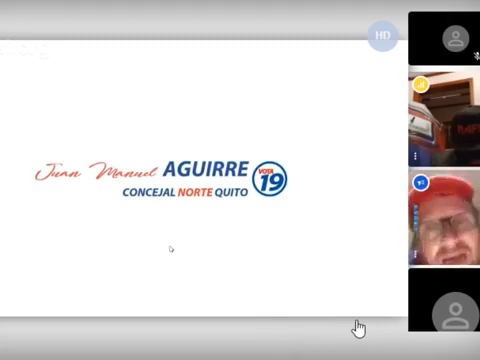 HD
Juan Manuel AGUIRRE
CONCEJAL NORTE QUITO
VOTA
19